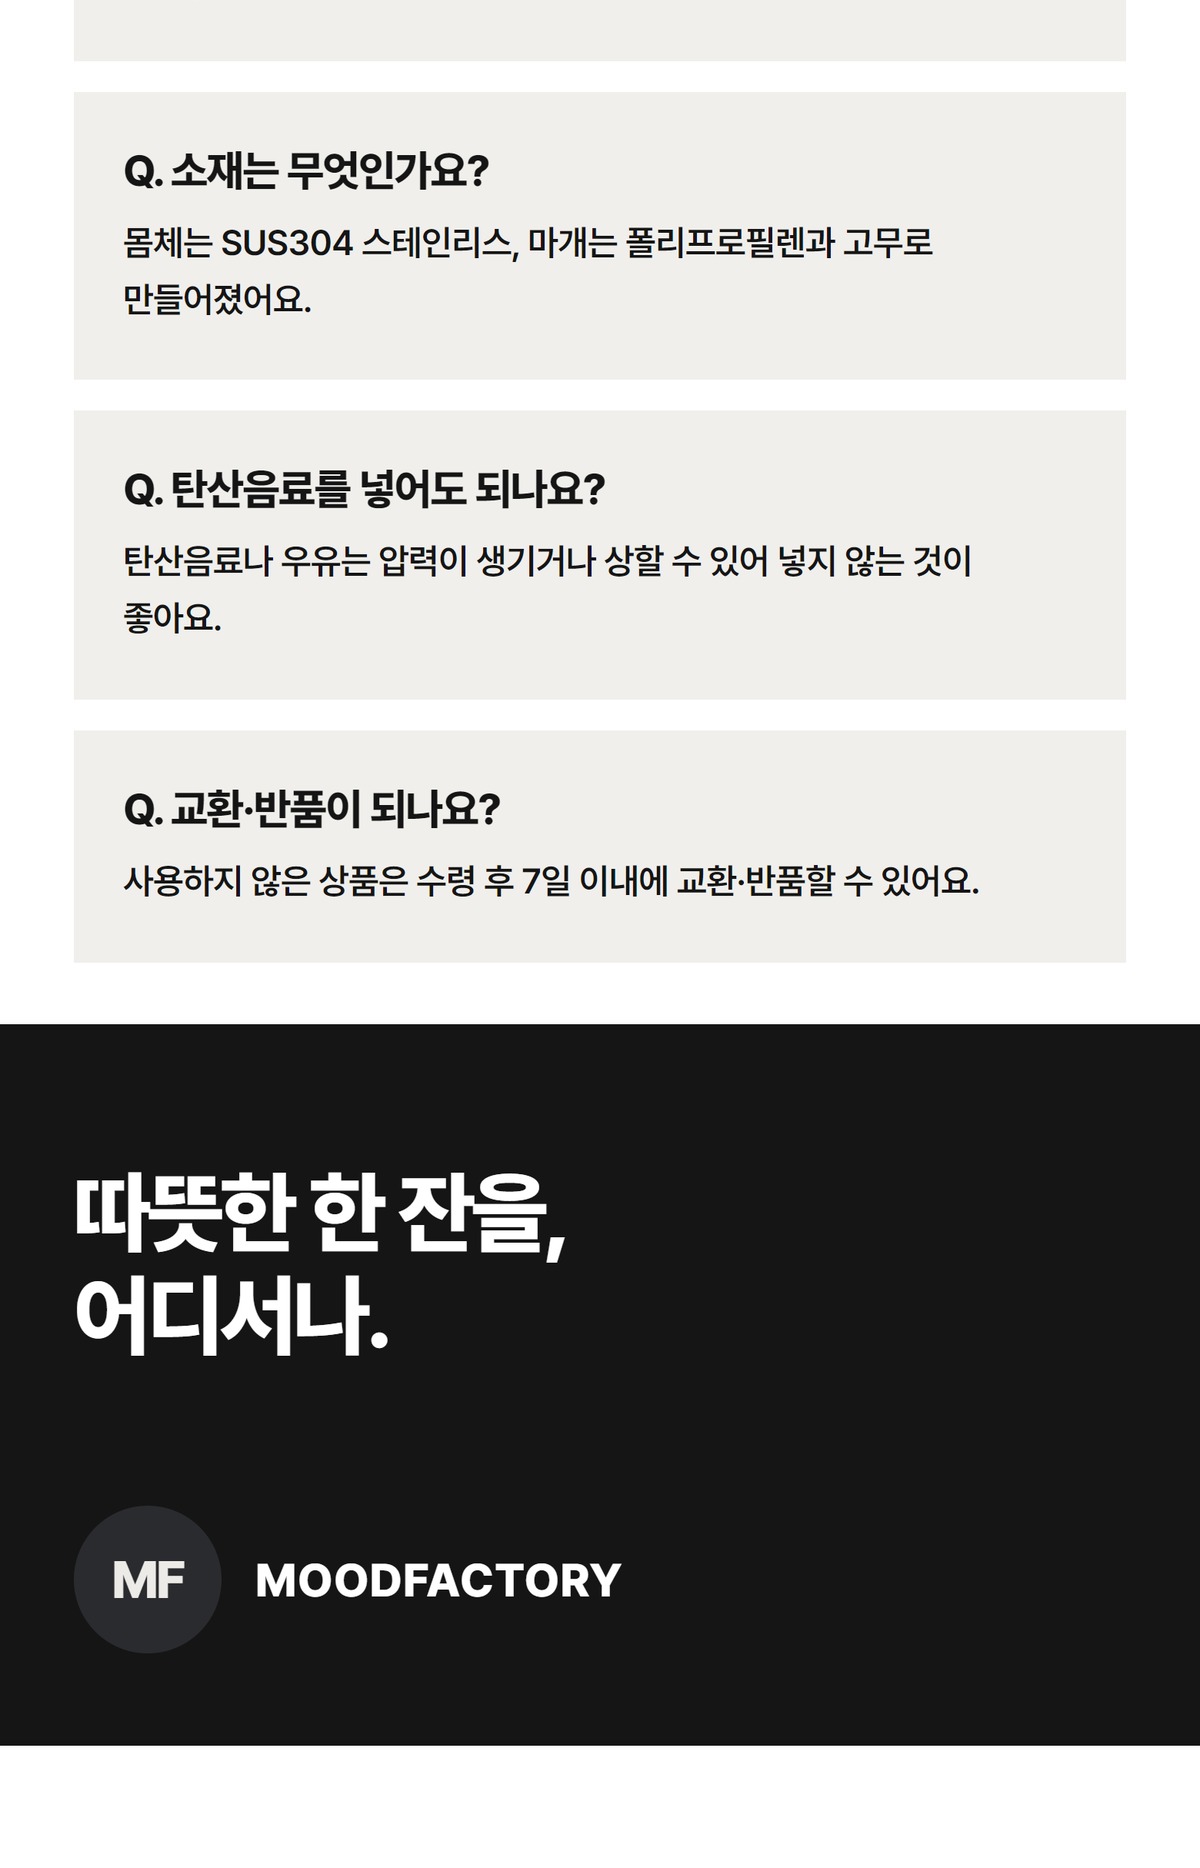 Q. 소재는 무엇인가요?
몸체는 SUS304 스테인리스, 마개는 폴리프로필렌과 고무로
만들어졌어요.
Q. 탄산음료를 넣어도 되나요?
탄산음료나 우유는 압력이 생기거나 상할 수 있어 넣지 않는 것이
좋아요.
Q. 교환·반품이 되나요?
사용하지 않은 상품은 수령 후 7일 이내에 교환·반품할 수 있어요.
따뜻한 한 잔을,
어디서나.
MF
MOODFACTORY